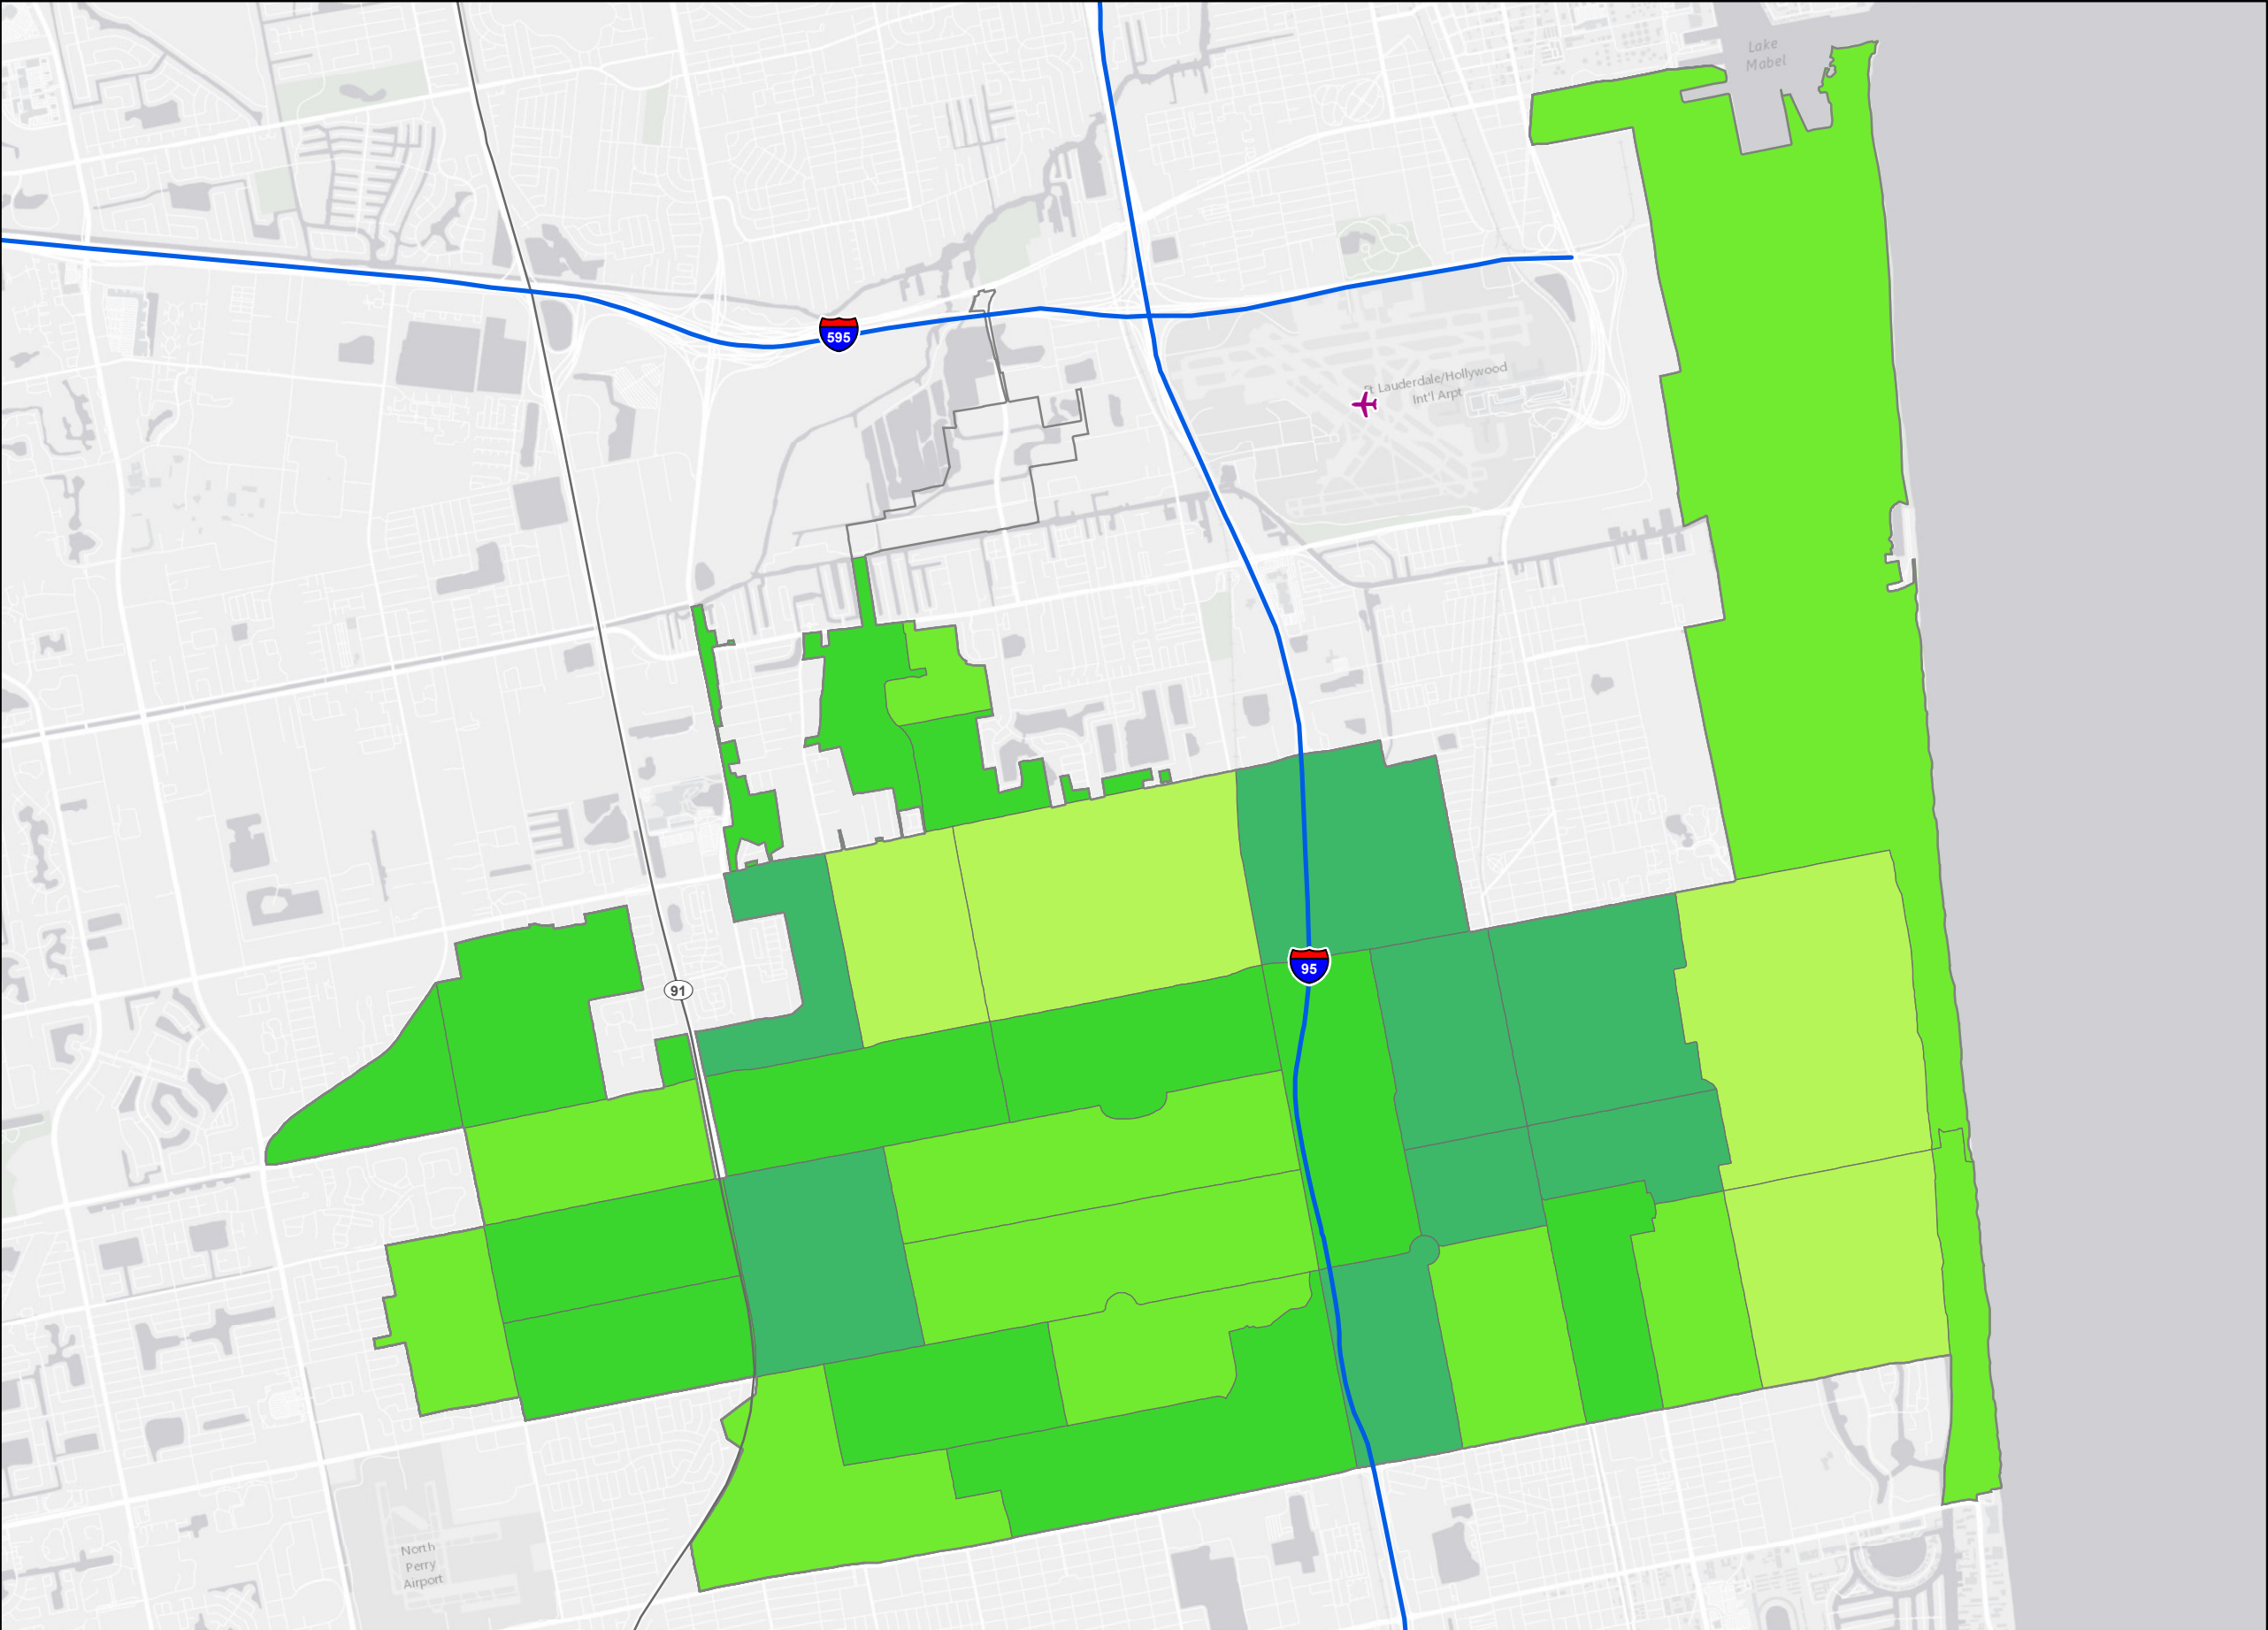 Lake
Mabel
595
Ft Lauderdale/Hollywood
Int'l Arpt
95
91
North
Perry
Airport